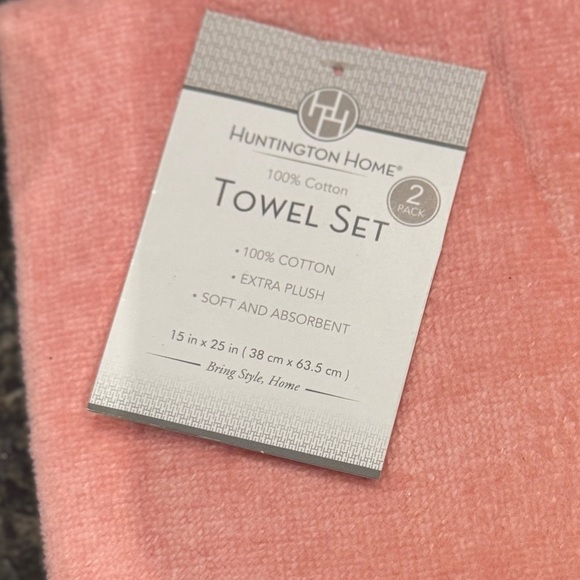 HUNTINGTON HOME®
100% Cotton
TOWEL SET
2
PACK
• 100% COTTON
• EXTRA PLUSH
• SOFT AND ABSORBENT
15 in x 25 in ( 38 cm x 63.5 cm )
Bring Style, Home